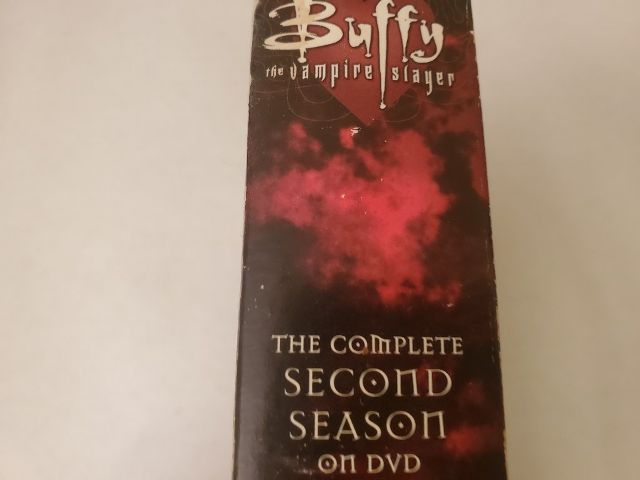 Buffy
the vampire slayer
THE COMPLETE
SECOND
SEASON
ON DVD